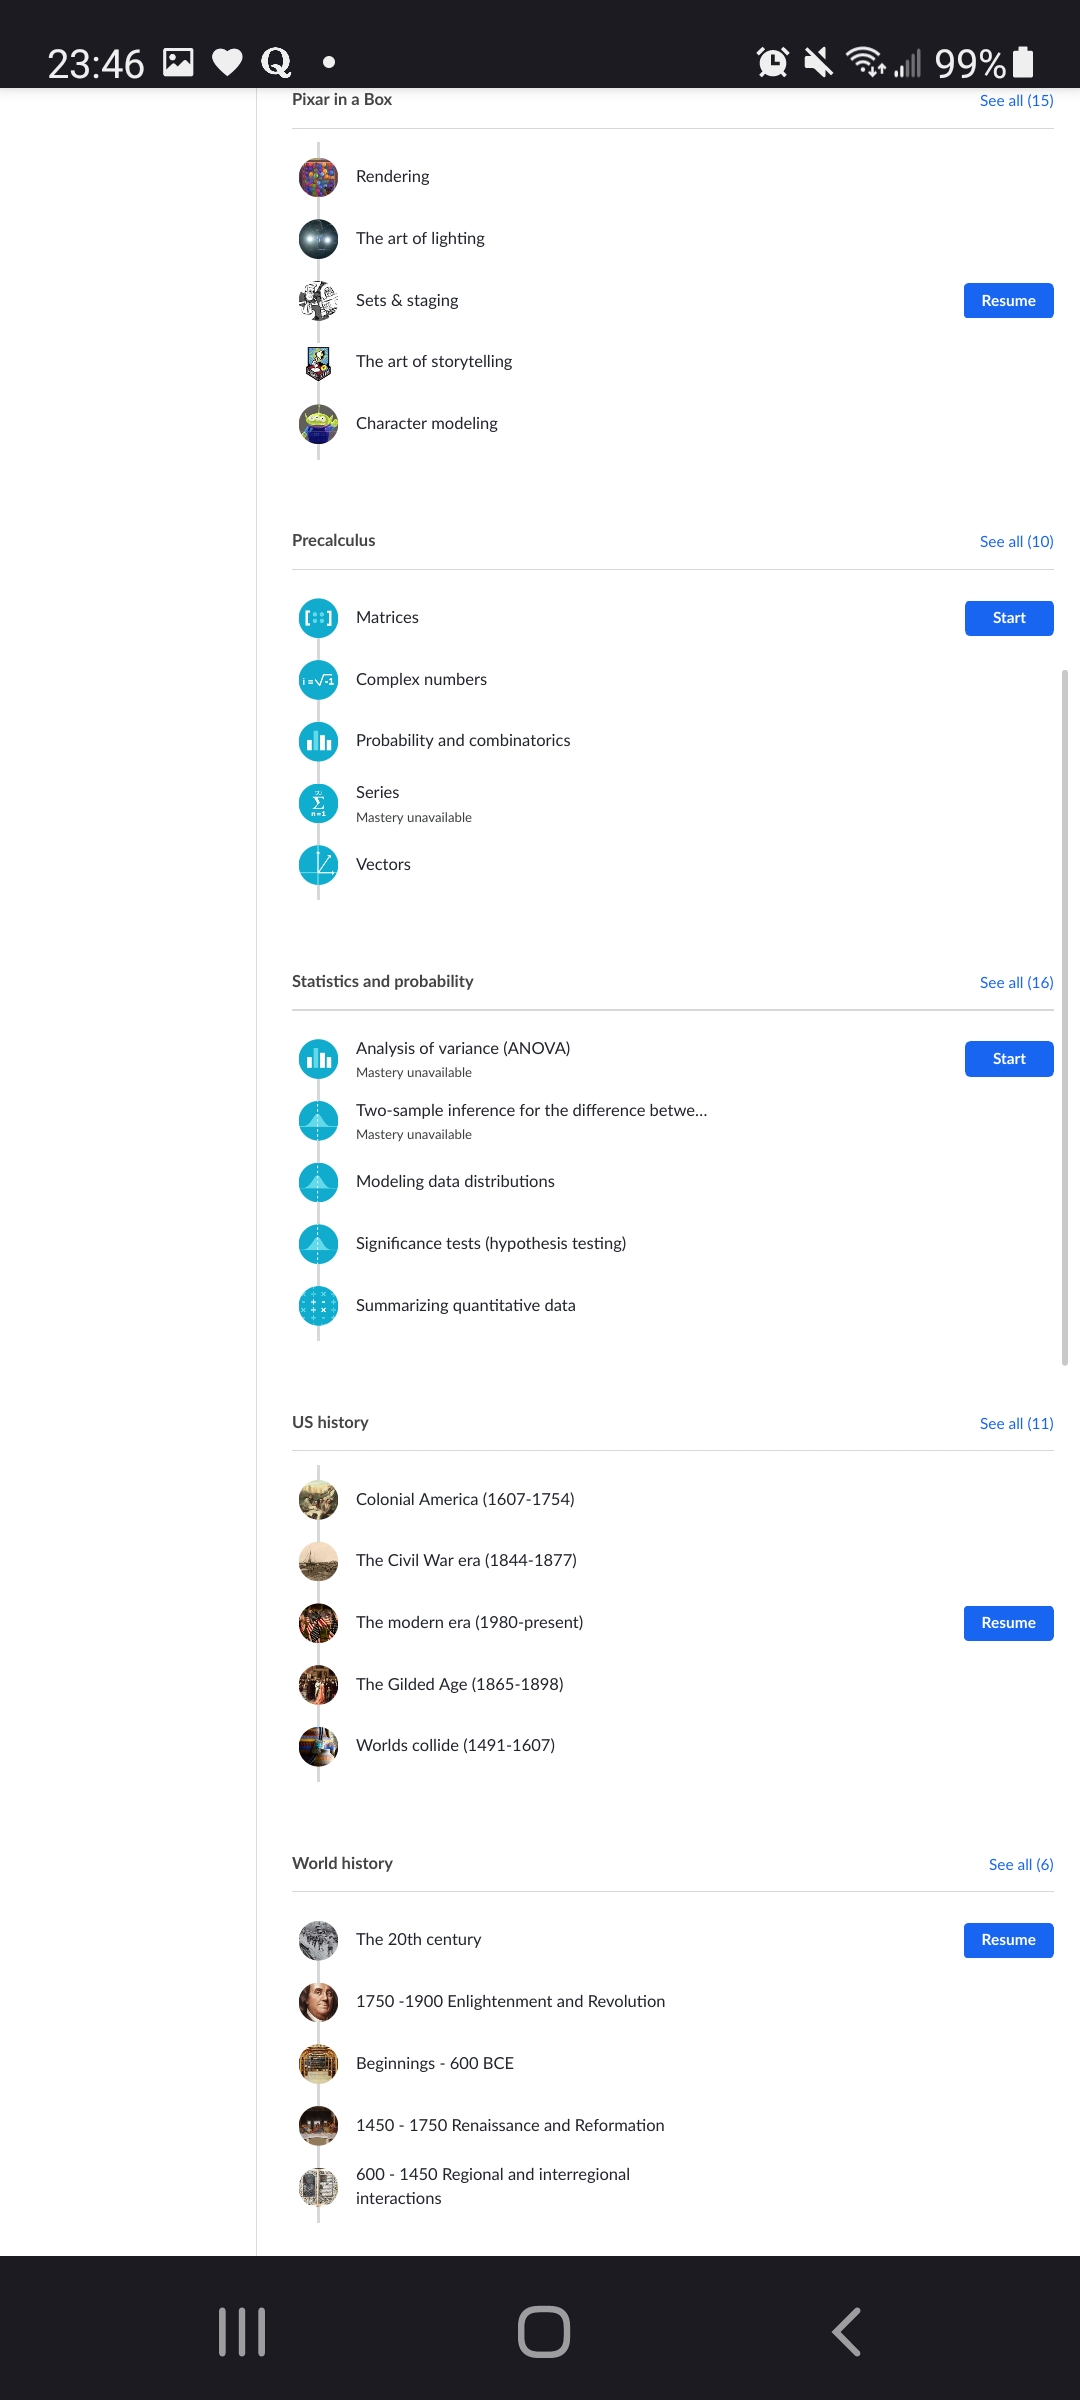 23:46
99%
Pixar in a Box
See all (15)
Rendering
The art of lighting
Sets & staging
Resume
The art of storytelling
Character modeling
Precalculus
See all (10)
Matrices
Start
Complex numbers
Probability and combinatorics
Series
Mastery unavailable
Vectors
Statistics and probability
See all (16)
Analysis of variance (ANOVA)
Mastery unavailable
Start
Two-sample inference for the difference betwe...
Mastery unavailable
Modeling data distributions
Significance tests (hypothesis testing)
Summarizing quantitative data
US history
See all (11)
Colonial America (1607-1754)
The Civil War era (1844-1877)
The modern era (1980-present)
Resume
The Gilded Age (1865-1898)
Worlds collide (1491-1607)
World history
See all (6)
The 20th century
Resume
1750 -1900 Enlightenment and Revolution
Beginnings - 600 BCE
1450 - 1750 Renaissance and Reformation
600 - 1450 Regional and interregional
interactions